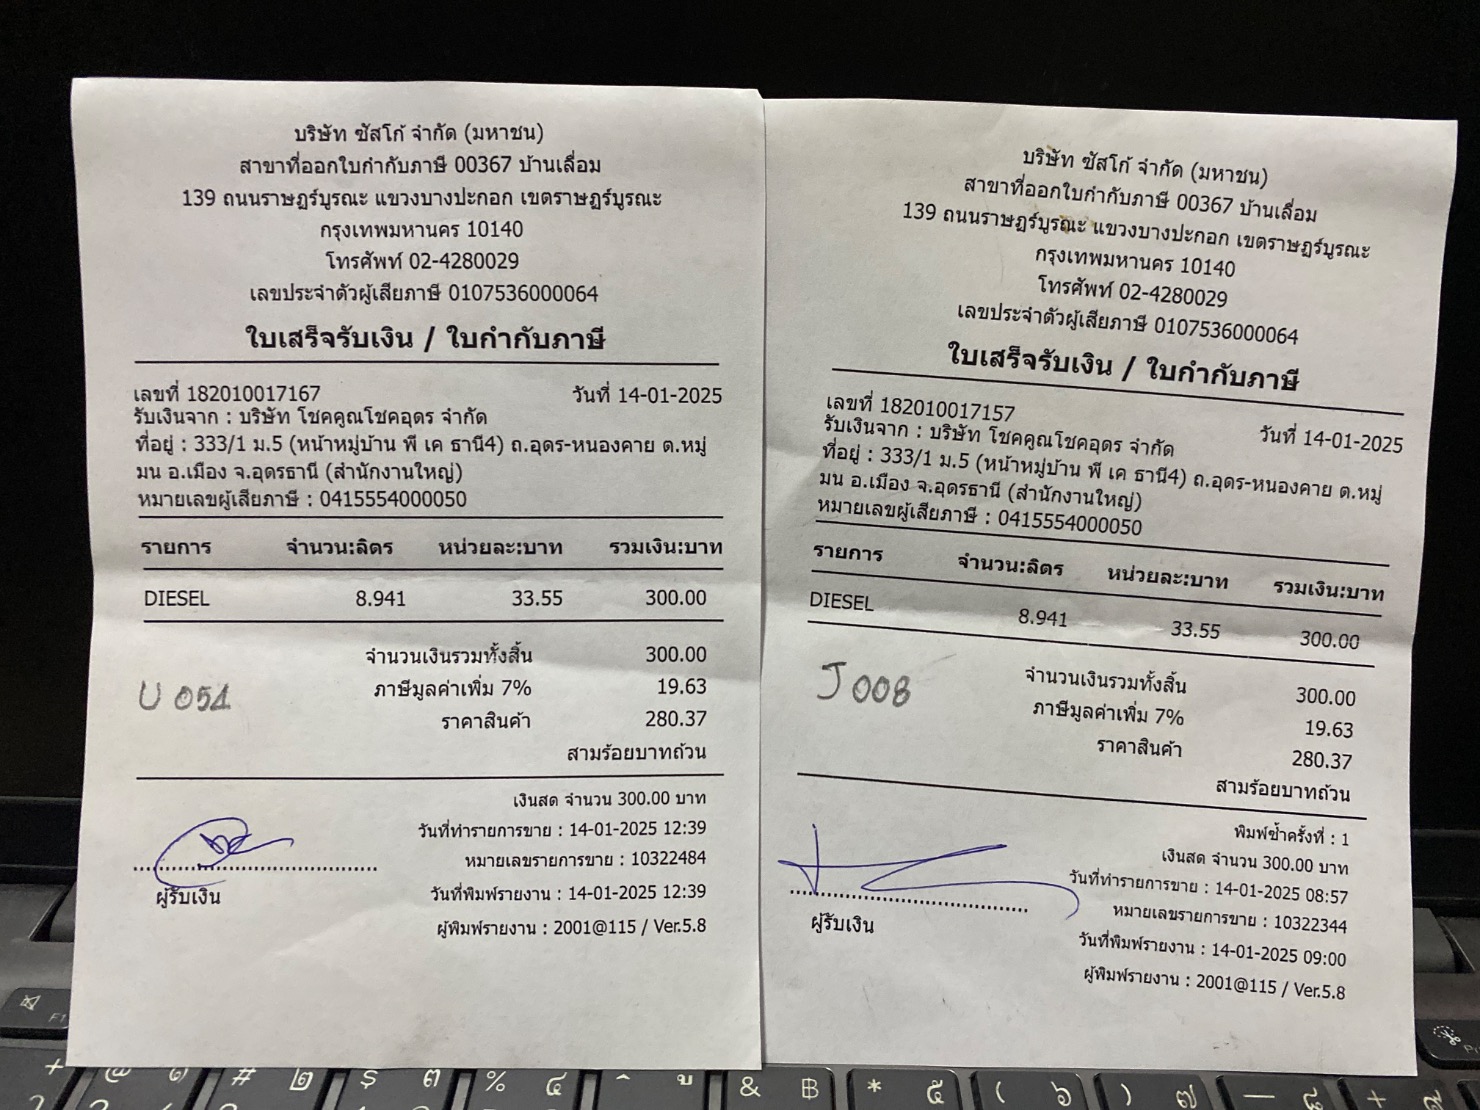 บริษัท ซัสโก้ จำกัด (มหาชน)
สาขาที่ออกใบกำกับภาษี 00367 บ้านเลื่อม
139 ถนนราษฎร์บูรณะ แขวงบางปะกอก เขตราษฎร์บูรณะ
กรุงเทพมหานคร 10140
โทรศัพท์ 02-4280029
เลขประจำตัวผู้เสียภาษี 0107536000064
ใบเสร็จรับเงิน / ใบกำกับภาษี
เลขที่ 182010017167 วันที่ 14-01-2025
รับเงินจาก : บริษัท โชคคูณโชคอุดร จำกัด
ที่อยู่ : 333/1 ม.5 (หน้าหมู่บ้าน พี เค ธานี4) ถ.อุดร-หนองคาย ต.หมู่
มน อ.เมือง จ.อุดรธานี (สำนักงานใหญ่)
หมายเลขผู้เสียภาษี : 0415554000050
รายการ จำนวน:ลิตร หน่วยละ:บาท รวมเงิน:บาท
DIESEL 8.941 33.55 300.00
จำนวนเงินรวมทั้งสิ้น 300.00
ภาษีมูลค่าเพิ่ม 7% 19.63
U 051
ราคาสินค้า 280.37
สามร้อยบาทถ้วน
เงินสด จำนวน 300.00 บาท
วันที่ทำรายการขาย : 14-01-2025 12:39
หมายเลขรายการขาย : 10322484
ผู้รับเงิน
วันที่พิมพ์รายงาน : 14-01-2025 12:39
ผู้พิมพ์รายงาน : 2001@115 / Ver.5.8
บริษัท ซัสโก้ จำกัด (มหาชน)
สาขาที่ออกใบกำกับภาษี 00367 บ้านเลื่อม
139 ถนนราษฎร์บูรณะ แขวงบางปะกอก เขตราษฎร์บูรณะ
กรุงเทพมหานคร 10140
โทรศัพท์ 02-4280029
เลขประจำตัวผู้เสียภาษี 0107536000064
ใบเสร็จรับเงิน / ใบกำกับภาษี
เลขที่ 182010017157 วันที่ 14-01-2025
รับเงินจาก : บริษัท โชคคูณโชคอุดร จำกัด
ที่อยู่ : 333/1 ม.5 (หน้าหมู่บ้าน พี เค ธานี4) ถ.อุดร-หนองคาย ต.หมู่
มน อ.เมือง จ.อุดรธานี (สำนักงานใหญ่)
หมายเลขผู้เสียภาษี : 0415554000050
รายการ จำนวน:ลิตร หน่วยละ:บาท รวมเงิน:บาท
DIESEL 8.941 33.55 300.00
จำนวนเงินรวมทั้งสิ้น 300.00
J 008
ภาษีมูลค่าเพิ่ม 7% 19.63
ราคาสินค้า 280.37
สามร้อยบาทถ้วน
พิมพ์ซ้ำครั้งที่ : 1
เงินสด จำนวน 300.00 บาท
วันที่ทำรายการขาย : 14-01-2025 08:57
หมายเลขรายการขาย : 10322344
ผู้รับเงิน
วันที่พิมพ์รายงาน : 14-01-2025 09:00
ผู้พิมพ์รายงาน : 2001@115 / Ver.5.8
F1
+ @ ๑ # ๒ $ ๓ % ๔ ^ & ฿ * ๕ ( ๖ ) ๗ _ ๘ + ๙